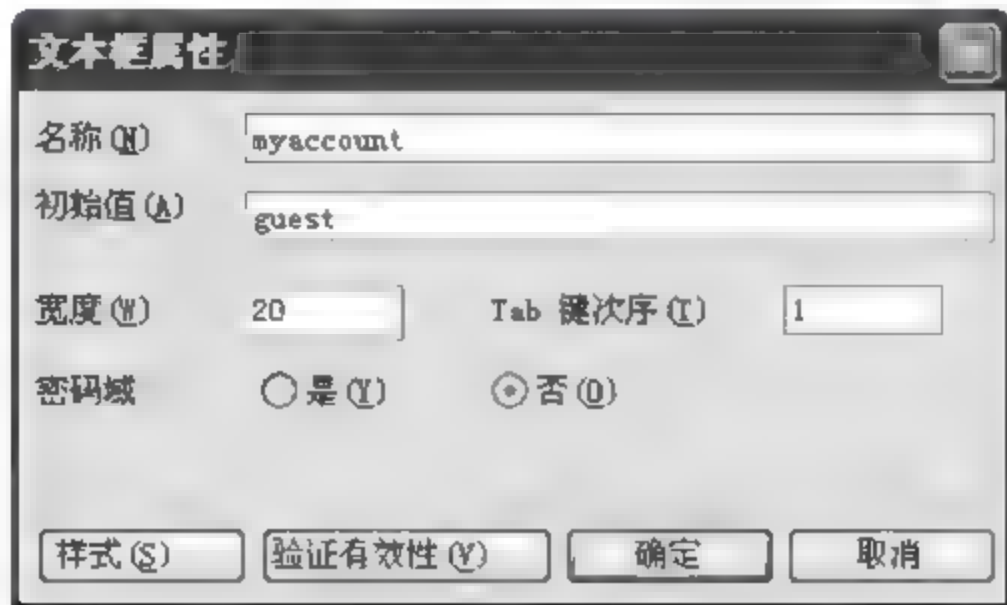 文本框属性
名称(N) myaccount
初始值(A) guest
宽度(W) 20 Tab 键次序(T) 1
密码域 是(Y) 否(O)
样式(S) 验证有效性(V) 确定 取消